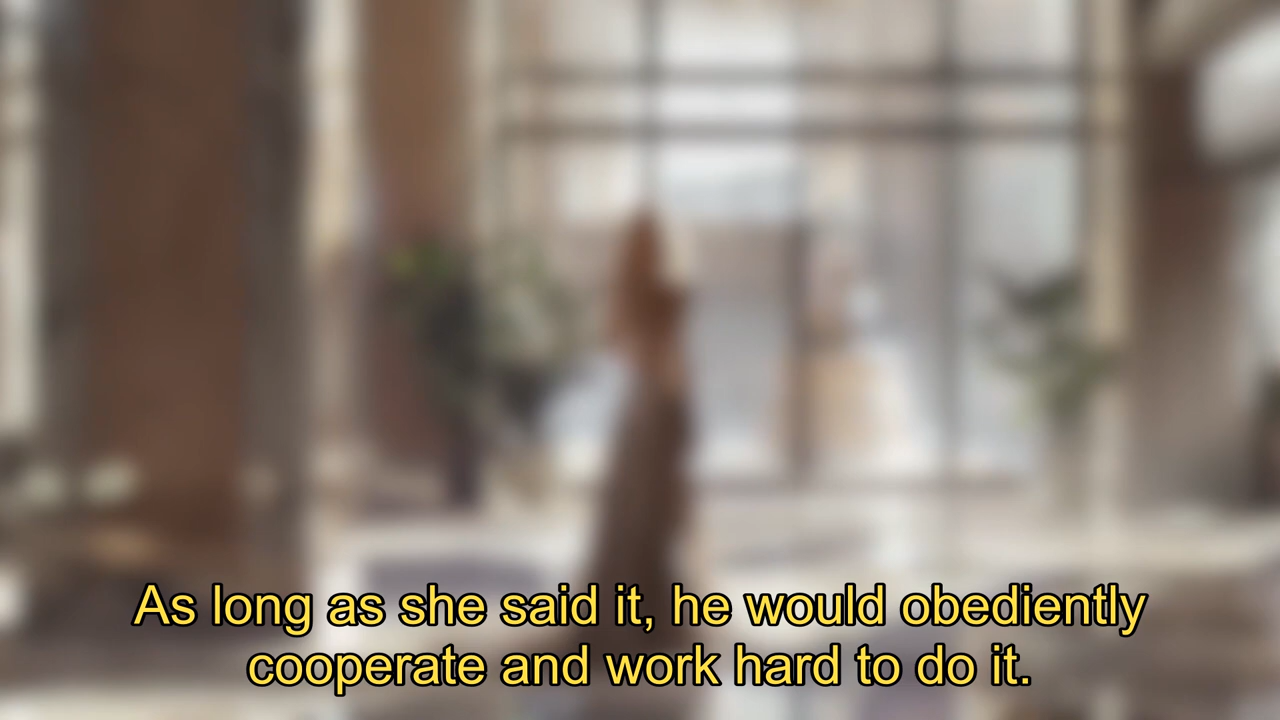 As long as she said it, he would obediently
cooperate and work hard to do it.